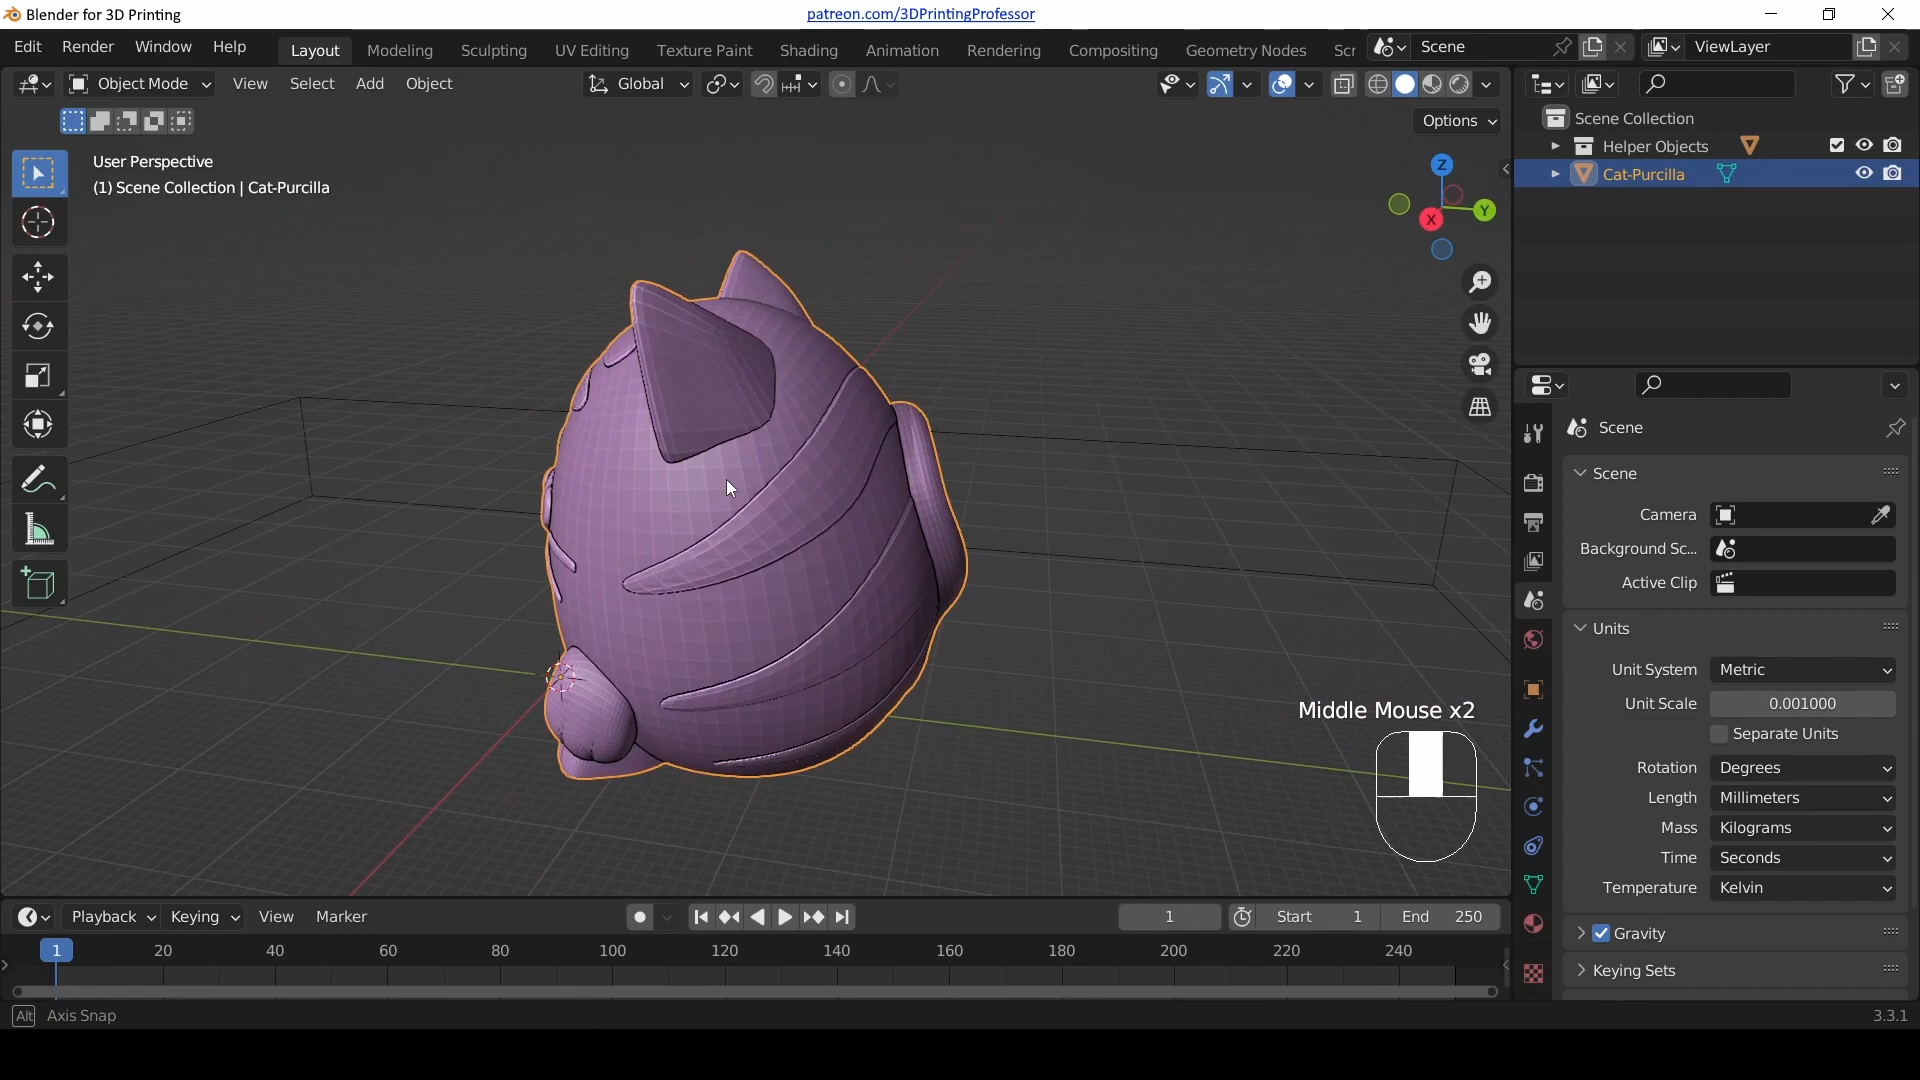 Blender for 3D Printing
patreon.com/3DPrintingProfessor
Edit Render Window Help Layout Modeling Sculpting UV Editing Texture Paint Shading Animation Rendering Compositing Geometry Nodes Scr Scene ViewLayer
Object Mode View Select Add Object Global
Options
User Perspective
(1) Scene Collection | Cat-Purcilla
Z
Y
X
Scene Collection
Helper Objects
Cat-Purcilla
Scene
Scene
Camera
Background Sc...
Active Clip
Units
Unit System Metric
Unit Scale 0.001000
Separate Units
Rotation Degrees
Length Millimeters
Mass Kilograms
Time Seconds
Temperature Kelvin
Gravity
Keying Sets
Middle Mouse x2
Playback Keying View Marker 1 Start 1 End 250
1 20 40 60 80 100 120 140 160 180 200 220 240
Alt Axis Snap
3.3.1